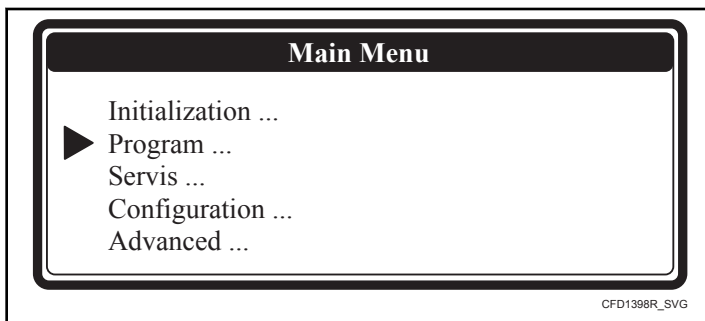 Main Menu
Initialization ...
Program ...
Servis ...
Configuration ...
Advanced ...
CFD1398R_SVG